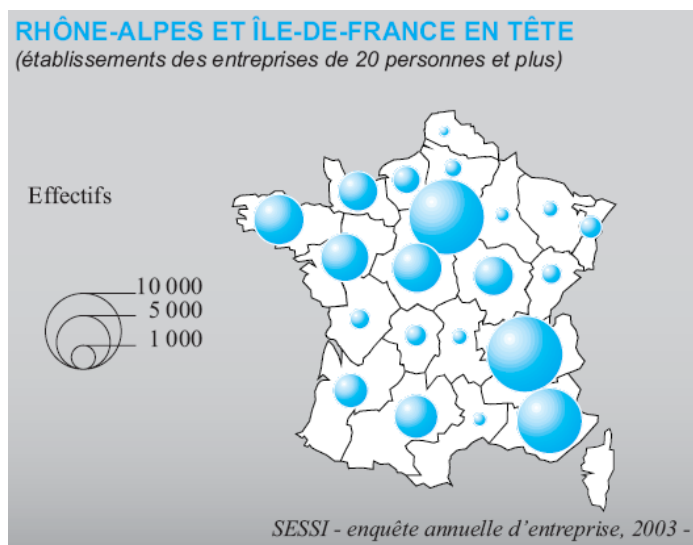 RHÔNE-ALPES ET ÎLE-DE-FRANCE EN TÊTE
(établissements des entreprises de 20 personnes et plus)
Effectifs
10 000
5 000
1 000
SESSI - enquête annuelle d'entreprise, 2003 -